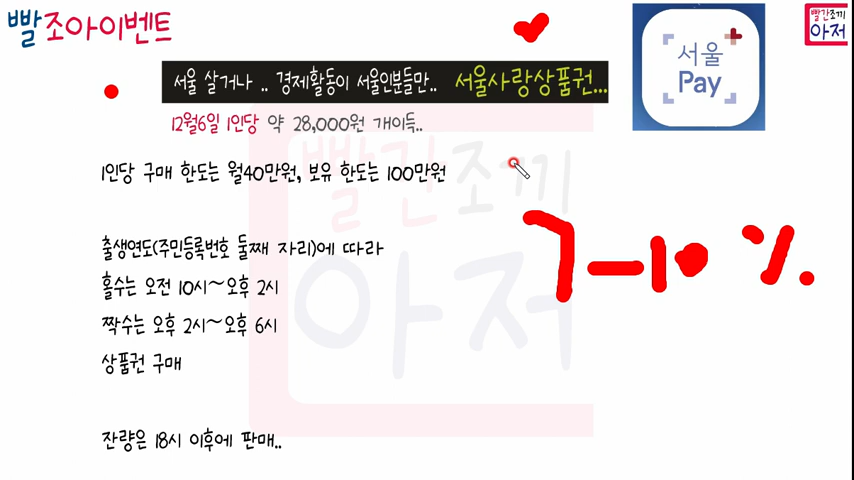 빨조아이벤트
빨간조끼
아저
서울 살거나 .. 경제활동이 서울인분들만.. 서울사랑상품권...
서울
Pay
12월6일 1인당 약 28,000원 개이득..
1인당 구매 한도는 월40만원, 보유 한도는 100만원
7-10 %.
출생연도(주민등록번호 둘째 자리)에 따라
홀수는 오전 10시~오후 2시
짝수는 오후 2시~오후 6시
상품권 구매
잔량은 18시 이후에 판매..
빨간조끼
아저